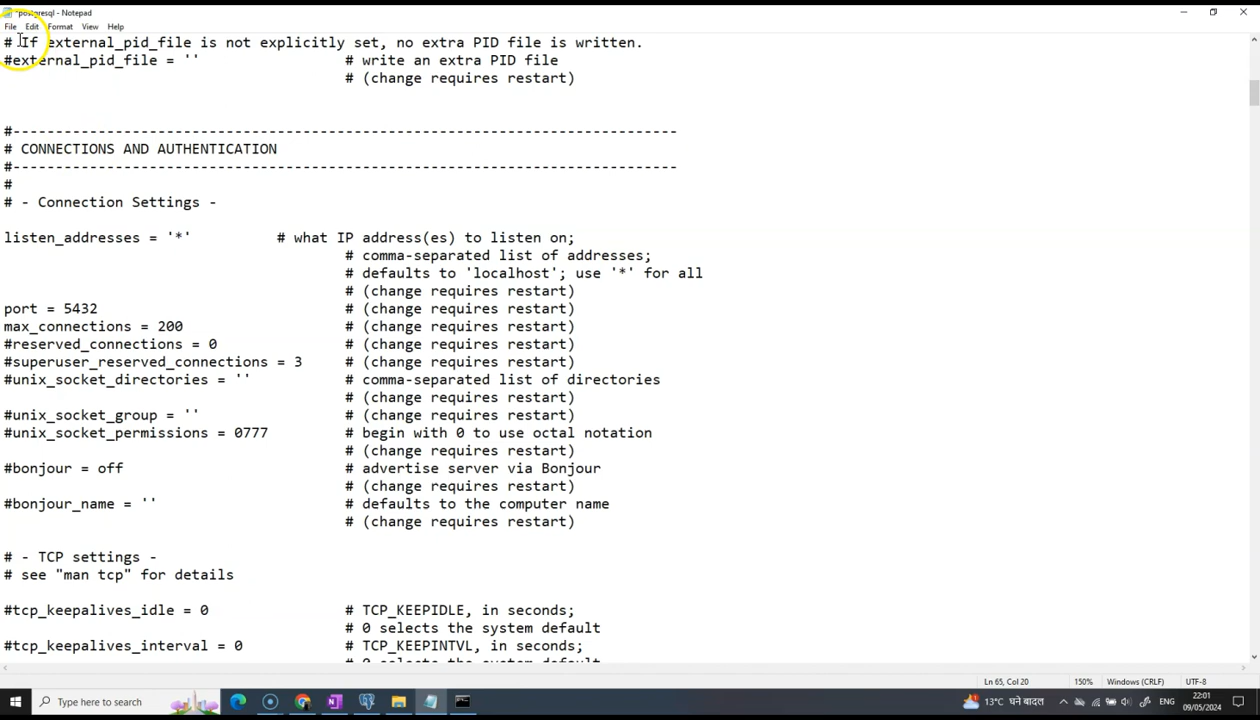 *postgresql - Notepad
File Edit Format View Help
# If external_pid_file is not explicitly set, no extra PID file is written.
#external_pid_file = '' # write an extra PID file
# (change requires restart)
#------------------------------------------------------------------------------
# CONNECTIONS AND AUTHENTICATION
#------------------------------------------------------------------------------
#
# - Connection Settings -
listen_addresses = '*' # what IP address(es) to listen on;
# comma-separated list of addresses;
# defaults to 'localhost'; use '*' for all
# (change requires restart)
port = 5432 # (change requires restart)
max_connections = 200 # (change requires restart)
#reserved_connections = 0 # (change requires restart)
#superuser_reserved_connections = 3 # (change requires restart)
#unix_socket_directories = '' # comma-separated list of directories
# (change requires restart)
#unix_socket_group = '' # (change requires restart)
#unix_socket_permissions = 0777 # begin with 0 to use octal notation
# (change requires restart)
#bonjour = off # advertise server via Bonjour
# (change requires restart)
#bonjour_name = '' # defaults to the computer name
# (change requires restart)
# - TCP settings -
# see "man tcp" for details
#tcp_keepalives_idle = 0 # TCP_KEEPIDLE, in seconds;
# 0 selects the system default
#tcp_keepalives_interval = 0 # TCP_KEEPINTVL, in seconds;
# 0 selects the system default
Ln 65, Col 20 150% Windows (CRLF) UTF-8
Type here to search 13°C घने बादल ENG 22:01
09/05/2024